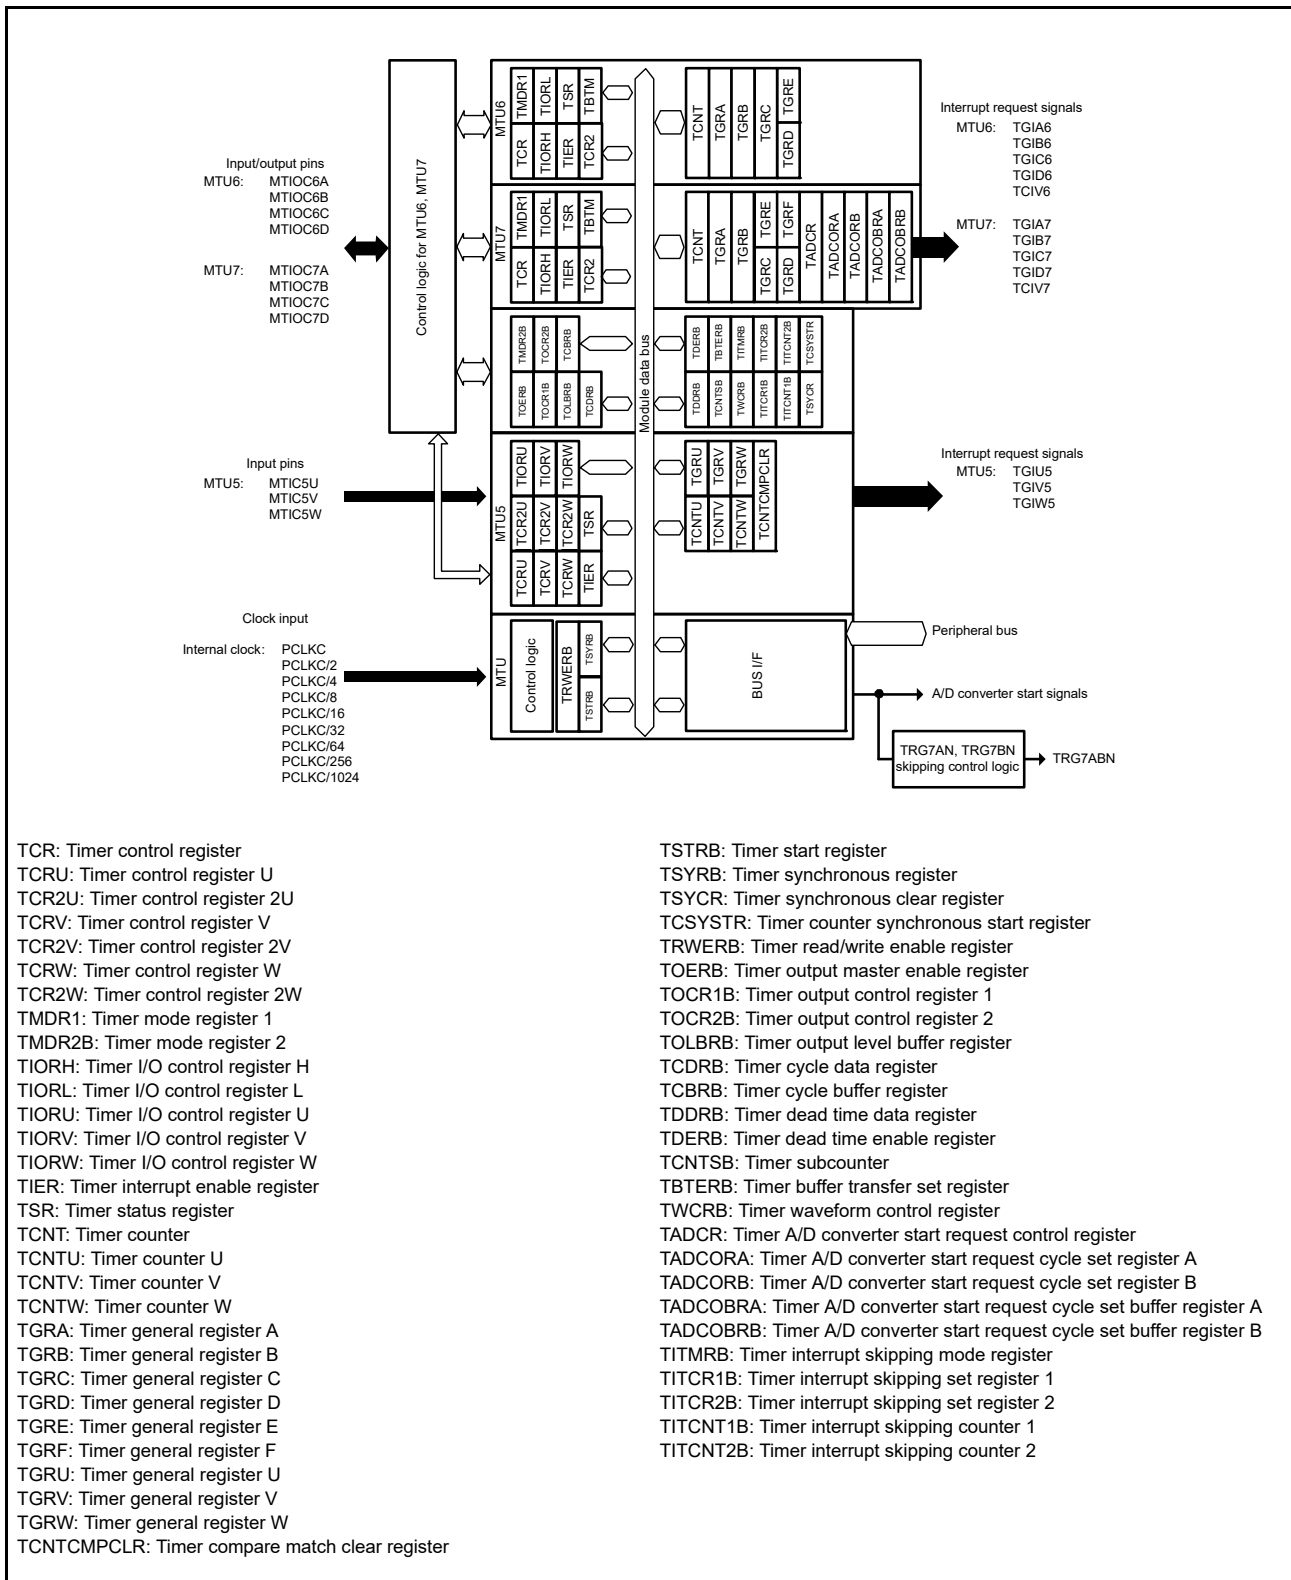 Input/output pins
MTU6: MTIOC6A
MTIOC6B
MTIOC6C
MTIOC6D
MTU7: MTIOC7A
MTIOC7B
MTIOC7C
MTIOC7D
Input pins
MTU5: MTIC5U
MTIC5V
MTIC5W
Clock input
Internal clock: PCLKC
PCLKC/2
PCLKC/4
PCLKC/8
PCLKC/16
PCLKC/32
PCLKC/64
PCLKC/256
PCLKC/1024
Control logic for MTU6, MTU7
MTU6
TMDR1
TIORL
TSR
TBTM
TCR
TIORH
TIER
TCR2
TCNT
TGRA
TGRB
TGRC
TGRE
TGRD
MTU7
TMDR1
TIORL
TSR
TBTM
TCR
TIORH
TIER
TCR2
TCNT
TGRA
TGRB
TGRE
TGRF
TGRC
TGRD
TADCR
TADCORA
TADCORB
TADCOBRA
TADCOBRB
TMDR2B
TOCR2B
TCBRB
TOERB
TOCR1B
TOLBRB
TCDRB
Module data bus
TDERB
TBTERB
TITMRB
TITCR2B
TITCNT2B
TCSYSTR
TDDRB
TCNTSB
TWCRB
TITCR1B
TITCNT1B
TSYCR
MTU5
TIORU
TIORV
TIORW
TCR2U
TCR2V
TCR2W
TSR
TCRU
TCRV
TCRW
TIER
TGRU
TGRV
TGRW
TCNTCMPCLR
TCNTU
TCNTV
TCNTW
MTU
Control logic
TRWERB
TSYRB
TSTRB
BUS I/F
Interrupt request signals
MTU6: TGIA6
TGIB6
TGIC6
TGID6
TCIV6
MTU7: TGIA7
TGIB7
TGIC7
TGID7
TCIV7
Interrupt request signals
MTU5: TGIU5
TGIV5
TGIW5
Peripheral bus
A/D converter start signals
TRG7AN, TRG7BN
skipping control logic
TRG7ABN
TCR: Timer control register
TCRU: Timer control register U
TCR2U: Timer control register 2U
TCRV: Timer control register V
TCR2V: Timer control register 2V
TCRW: Timer control register W
TCR2W: Timer control register 2W
TMDR1: Timer mode register 1
TMDR2B: Timer mode register 2
TIORH: Timer I/O control register H
TIORL: Timer I/O control register L
TIORU: Timer I/O control register U
TIORV: Timer I/O control register V
TIORW: Timer I/O control register W
TIER: Timer interrupt enable register
TSR: Timer status register
TCNT: Timer counter
TCNTU: Timer counter U
TCNTV: Timer counter V
TCNTW: Timer counter W
TGRA: Timer general register A
TGRB: Timer general register B
TGRC: Timer general register C
TGRD: Timer general register D
TGRE: Timer general register E
TGRF: Timer general register F
TGRU: Timer general register U
TGRV: Timer general register V
TGRW: Timer general register W
TCNTCMPCLR: Timer compare match clear register
TSTRB: Timer start register
TSYRB: Timer synchronous register
TSYCR: Timer synchronous clear register
TCSYSTR: Timer counter synchronous start register
TRWERB: Timer read/write enable register
TOERB: Timer output master enable register
TOCR1B: Timer output control register 1
TOCR2B: Timer output control register 2
TOLBRB: Timer output level buffer register
TCDRB: Timer cycle data register
TCBRB: Timer cycle buffer register
TDDRB: Timer dead time data register
TDERB: Timer dead time enable register
TCNTSB: Timer subcounter
TBTERB: Timer buffer transfer set register
TWCRB: Timer waveform control register
TADCR: Timer A/D converter start request control register
TADCORA: Timer A/D converter start request cycle set register A
TADCORB: Timer A/D converter start request cycle set register B
TADCOBRA: Timer A/D converter start request cycle set buffer register A
TADCOBRB: Timer A/D converter start request cycle set buffer register B
TITMRB: Timer interrupt skipping mode register
TITCR1B: Timer interrupt skipping set register 1
TITCR2B: Timer interrupt skipping set register 2
TITCNT1B: Timer interrupt skipping counter 1
TITCNT2B: Timer interrupt skipping counter 2